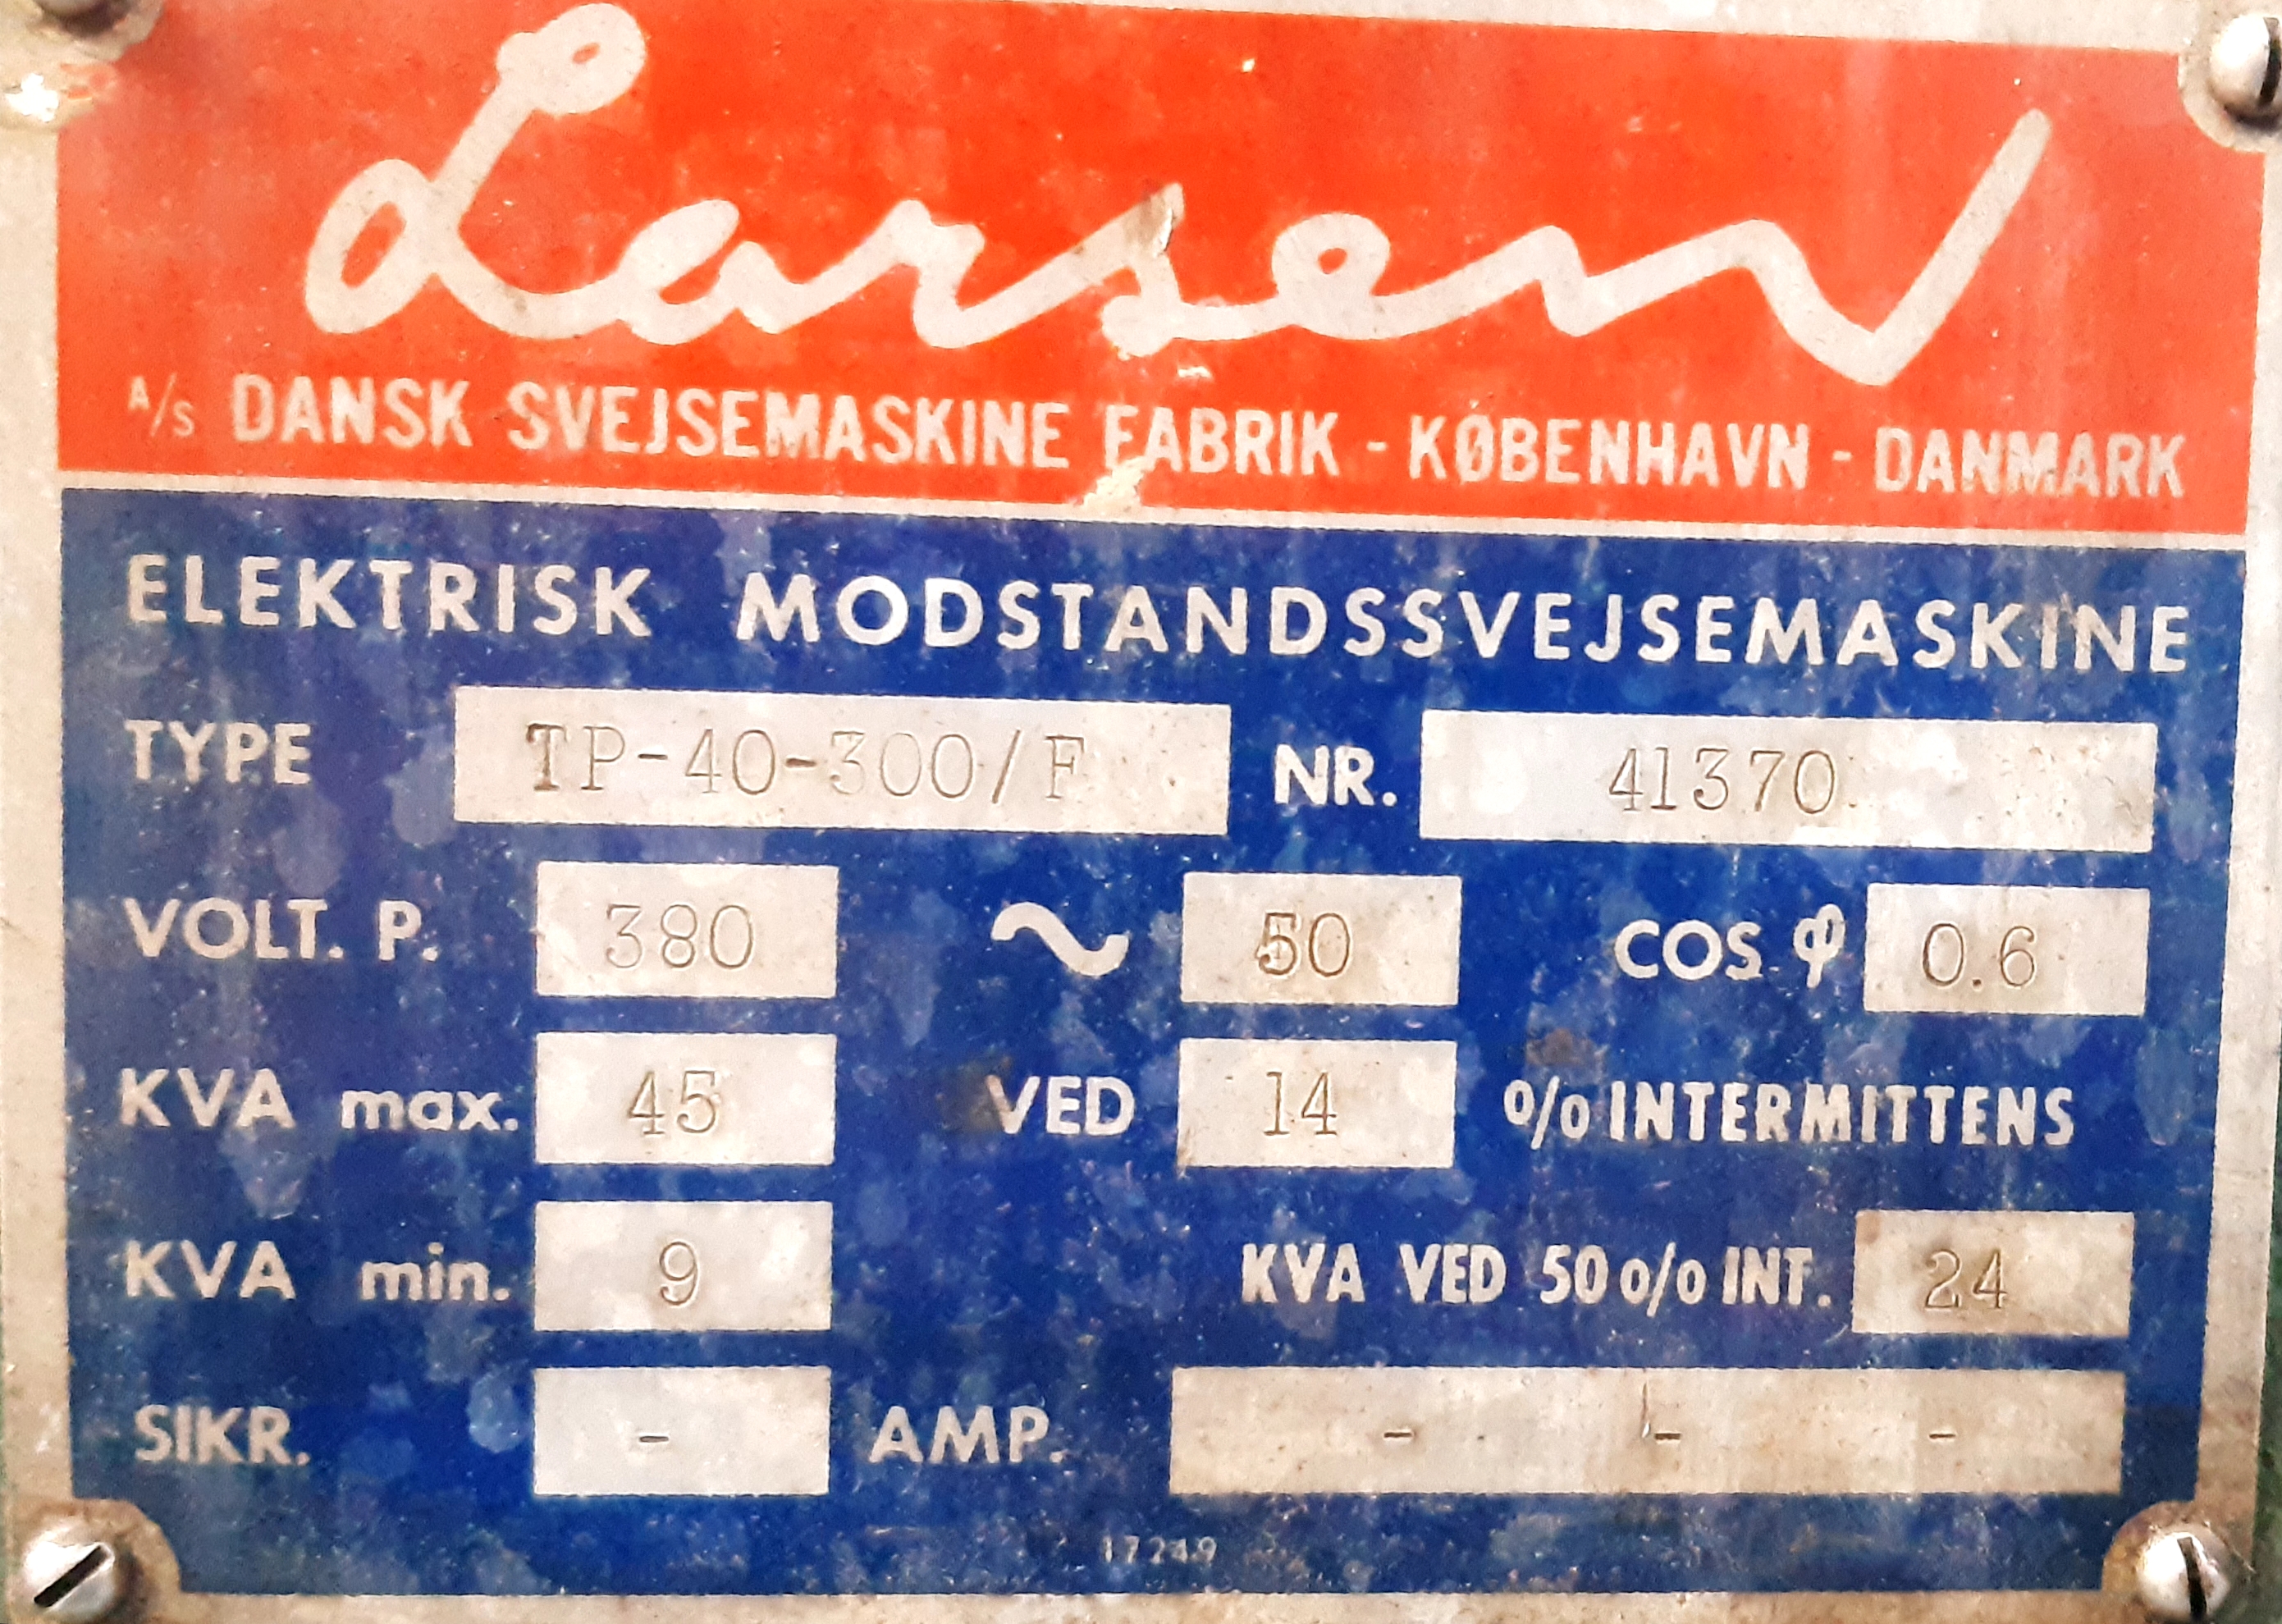 Larsen
A/S DANSK SVEJSEMASKINE FABRIK - KØBENHAVN - DANMARK
ELEKTRISK MODSTANDSSVEJSEMASKINE
TYPE TP-40-300/F NR. 41370
VOLT. P. 380 ~ 50 COS φ 0.6
KVA max. 45 VED 14 o/o INTERMITTENS
KVA min. 9 KVA VED 50 o/o INT. 24
SIKR. - AMP. - - -
17249